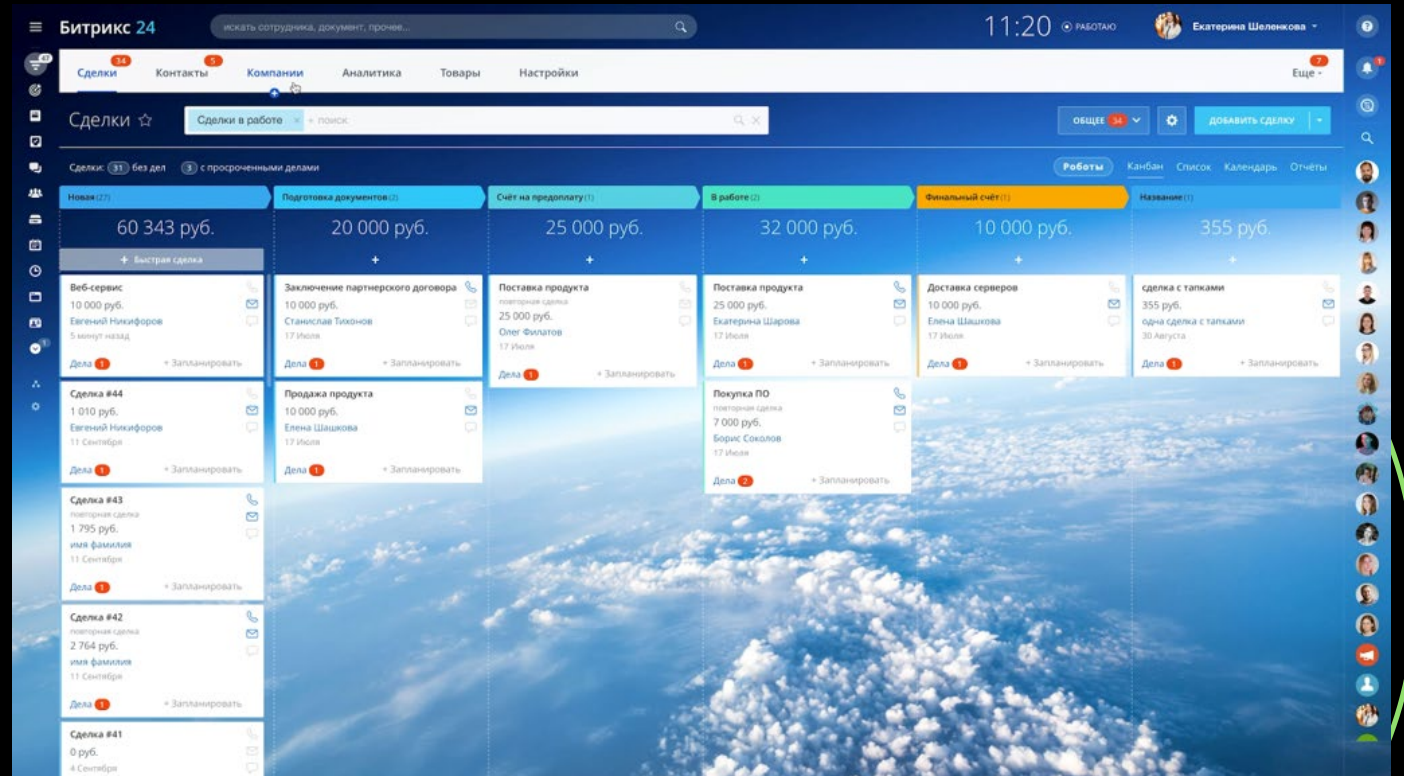 Битрикс 24
искать сотрудника, документ, прочее...
11:20
РАБОТАЮ
Екатерина Шеленкова
47
Сделки 34
Контакты 5
Компании
Аналитика
Товары
Настройки
Еще 7
1
Сделки
Сделки в работе × + поиск
ОБЩЕЕ 34
ДОБАВИТЬ СДЕЛКУ
Сделки: 31 без дел 3 с просроченными делами
Роботы Канбан Список Календарь Отчёты
Новая (27)
60 343 руб.
+ Быстрая сделка
Веб-сервис
10 000 руб.
Евгений Никифоров
5 минут назад
Дела 1 + Запланировать
Сделка #44
1 010 руб.
Евгений Никифоров
11 Сентября
Дела 1 + Запланировать
Сделка #43
повторная сделка
1 795 руб.
имя фамилия
11 Сентября
Дела 1 + Запланировать
Сделка #42
повторная сделка
2 764 руб.
имя фамилия
11 Сентября
Дела 1 + Запланировать
Сделка #41
0 руб.
4 Сентября
Подготовка документов (2)
20 000 руб.
+
Заключение партнерского договора
10 000 руб.
Станислав Тихонов
17 Июля
Дела 1 + Запланировать
Продажа продукта
10 000 руб.
Елена Шашкова
17 Июля
Дела 1 + Запланировать
Счёт на предоплату (1)
25 000 руб.
+
Поставка продукта
повторная сделка
25 000 руб.
Олег Филатов
17 Июля
Дела 1 + Запланировать
В работе (2)
32 000 руб.
+
Поставка продукта
25 000 руб.
Екатерина Шарова
17 Июля
Дела 1 + Запланировать
Покупка ПО
повторная сделка
7 000 руб.
Борис Соколов
17 Июля
Дела 2 + Запланировать
Финальный счёт (1)
10 000 руб.
+
Доставка серверов
10 000 руб.
Елена Шашкова
17 Июля
Дела 1 + Запланировать
Название (1)
355 руб.
+
сделка с тапками
355 руб.
одна сделка с тапками
30 Августа
Дела 1 + Запланировать
1